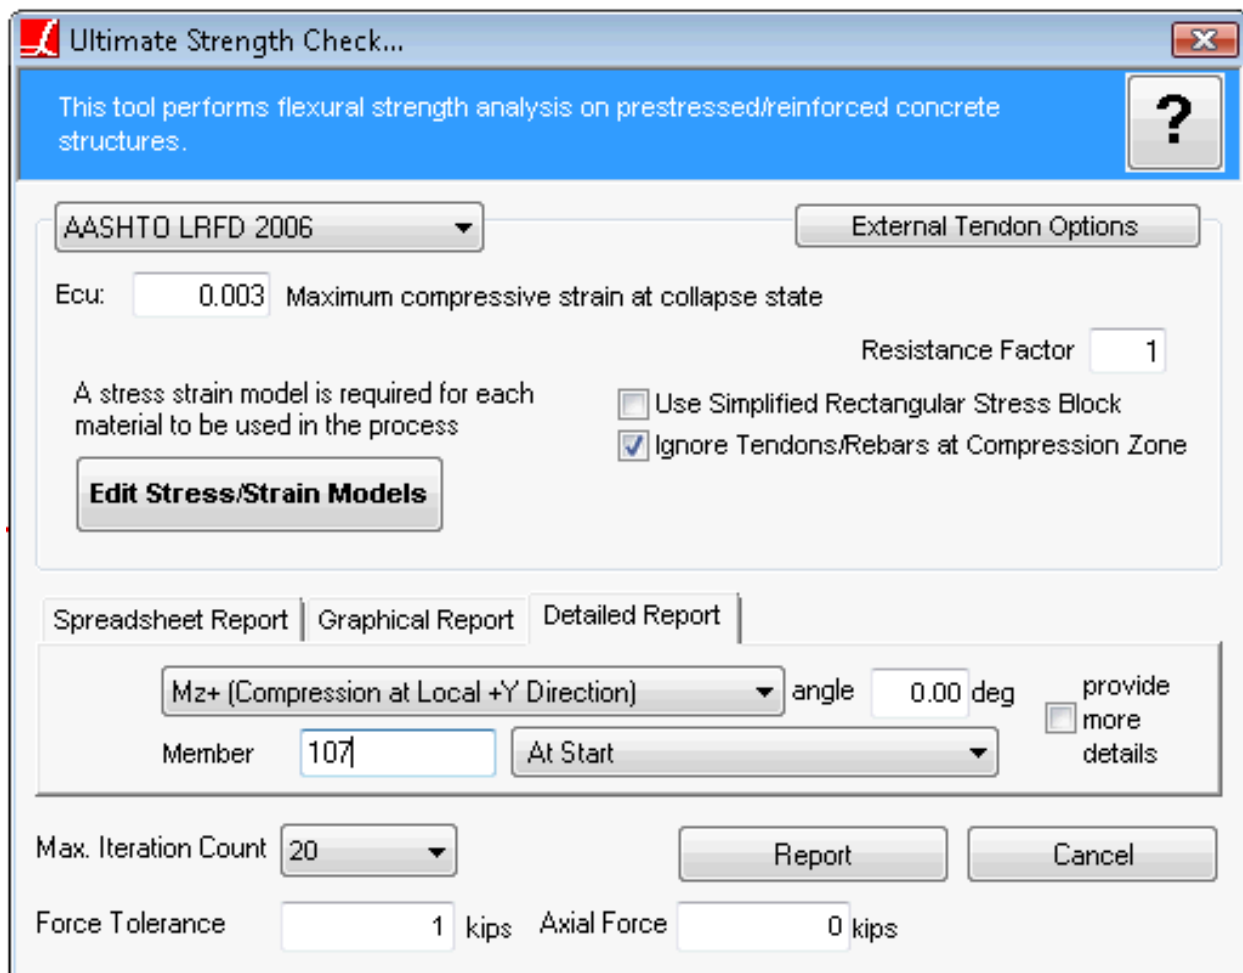 Ultimate Strength Check...
This tool performs flexural strength analysis on prestressed/reinforced concrete
structures.
?
AASHTO LRFD 2006
External Tendon Options
Ecu: 0.003 Maximum compressive strain at collapse state
Resistance Factor 1
A stress strain model is required for each
material to be used in the process
Use Simplified Rectangular Stress Block
Ignore Tendons/Rebars at Compression Zone
Edit Stress/Strain Models
Spreadsheet Report Graphical Report Detailed Report
Mz+ (Compression at Local +Y Direction) angle 0.00 deg
provide
more
details
Member 107 At Start
Max. Iteration Count 20 Report Cancel
Force Tolerance 1 kips Axial Force 0 kips